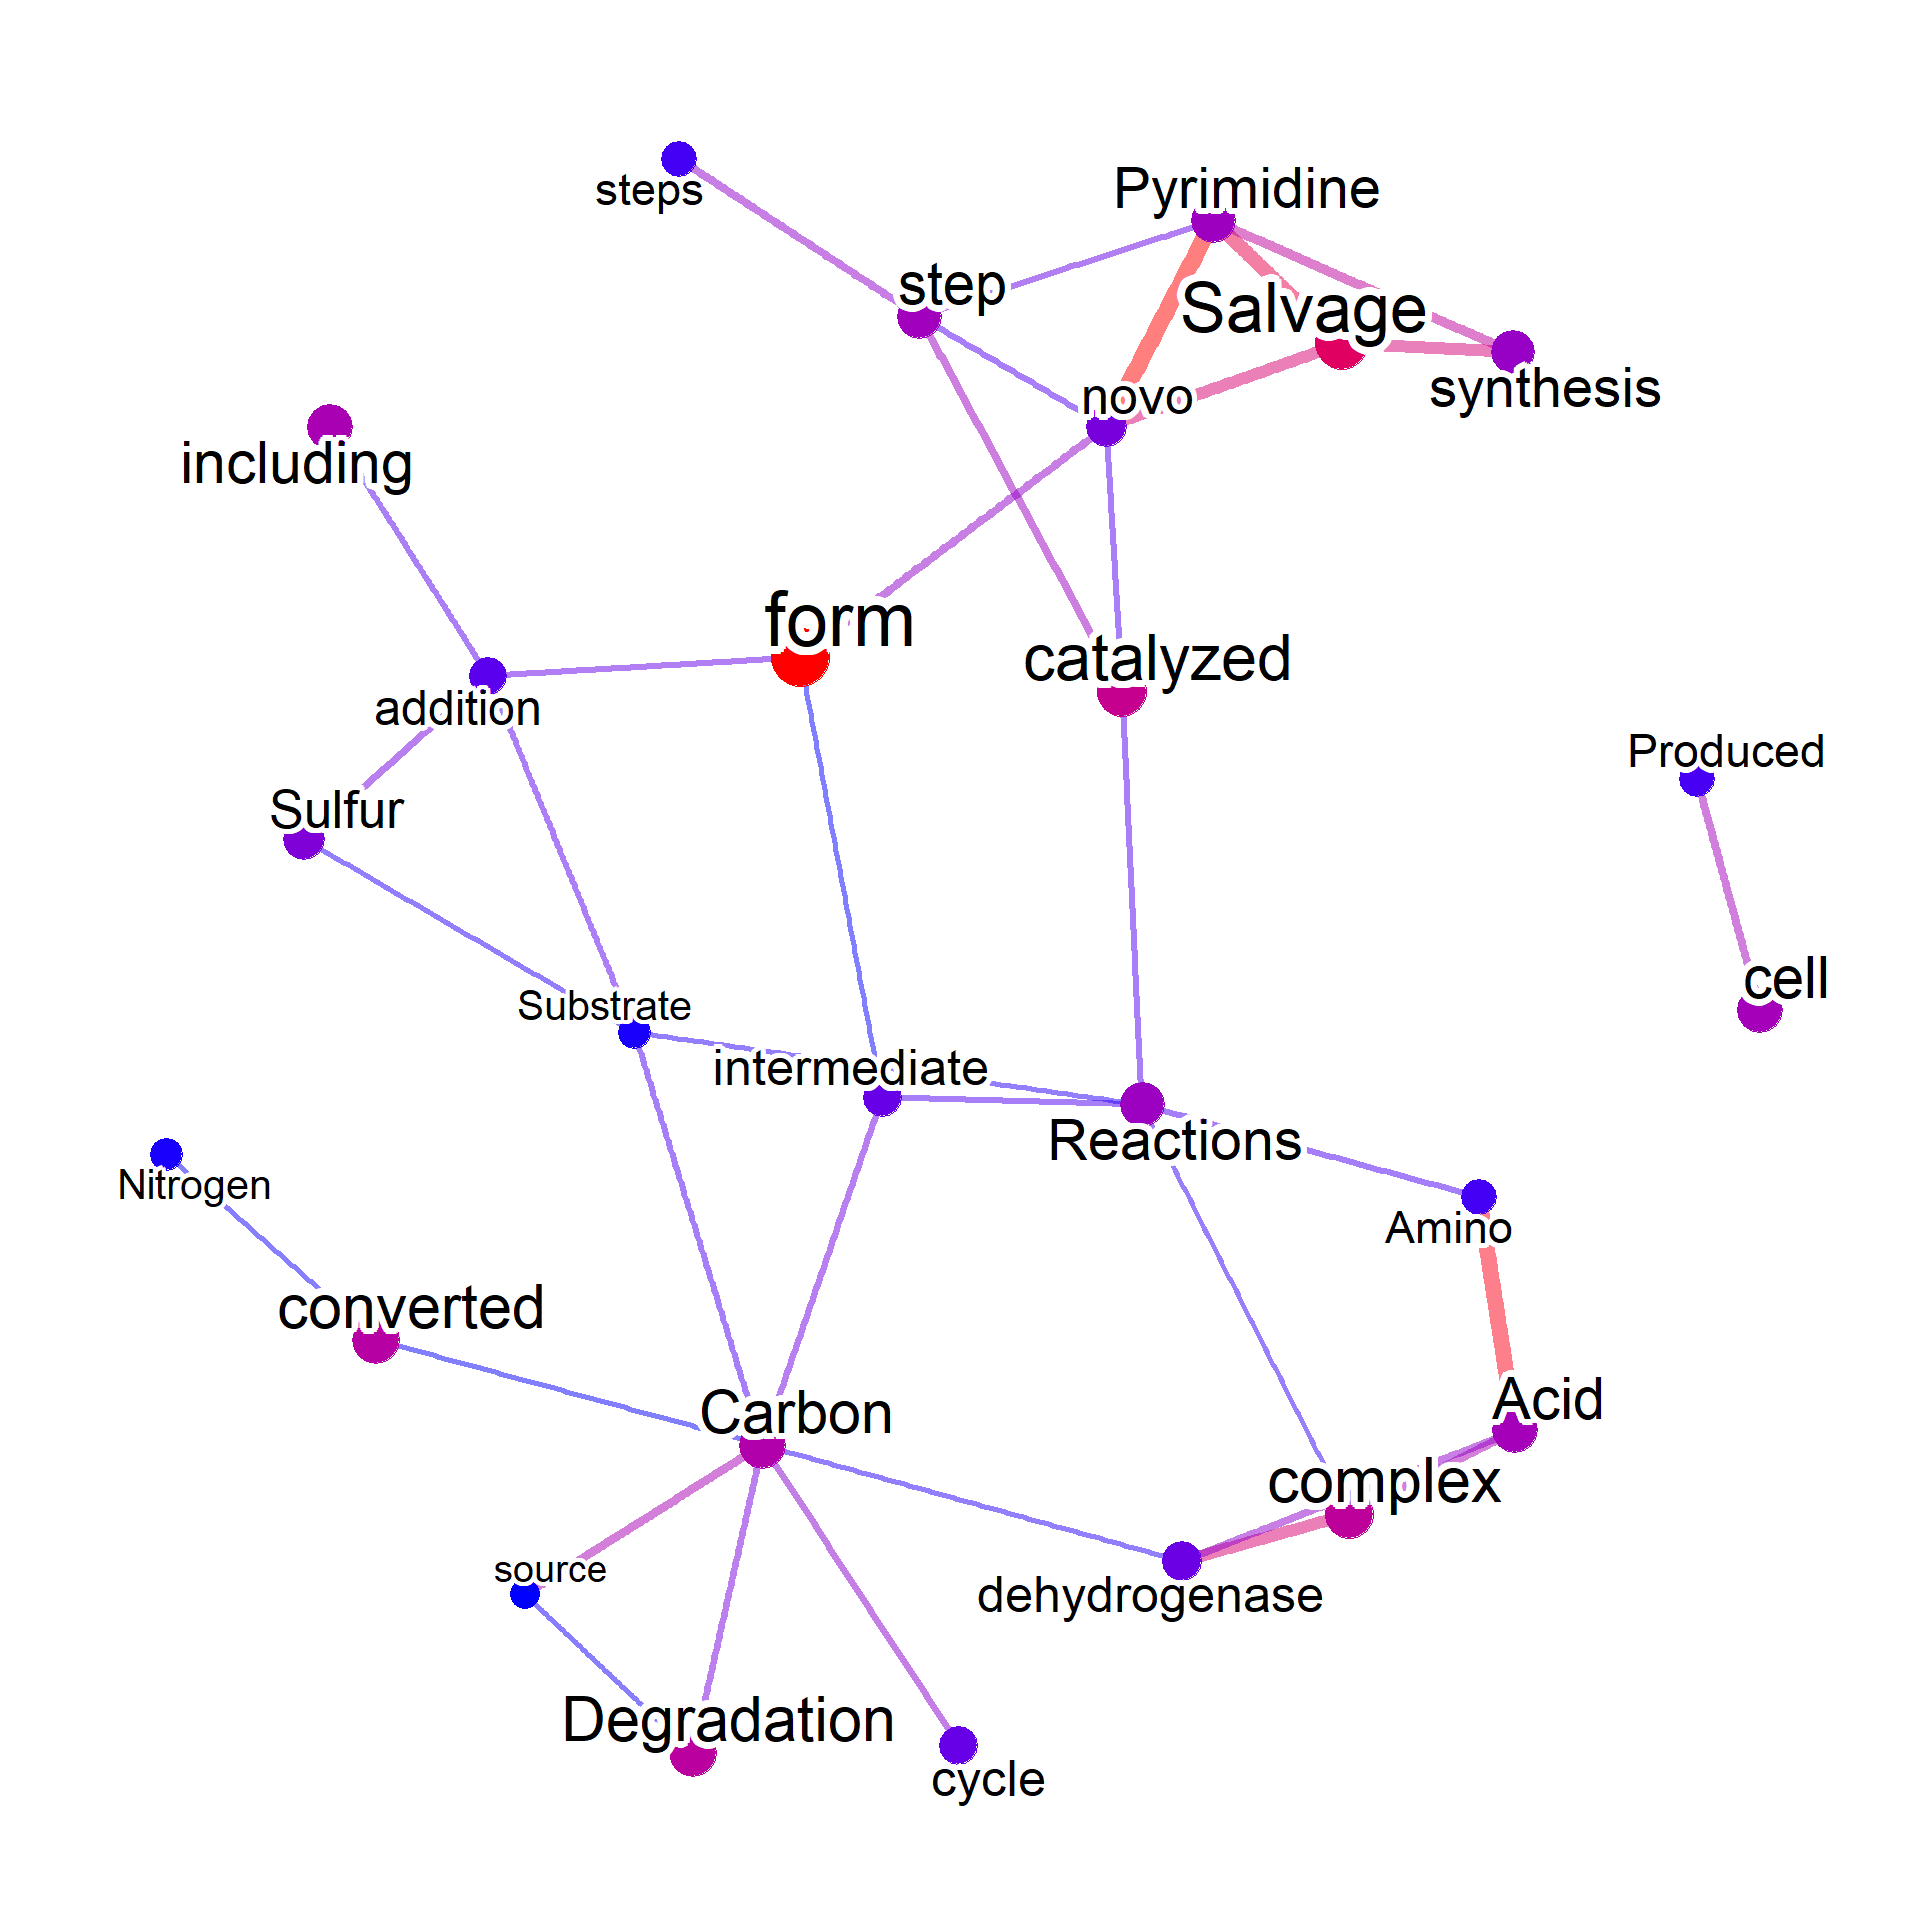 steps
Pyrimidine
step
Salvage
synthesis
novo
including
form
catalyzed
addition
Produced
Sulfur
cell
Substrate
intermediate
Reactions
Nitrogen
Amino
converted
Acid
Carbon
complex
source
dehydrogenase
Degradation
cycle